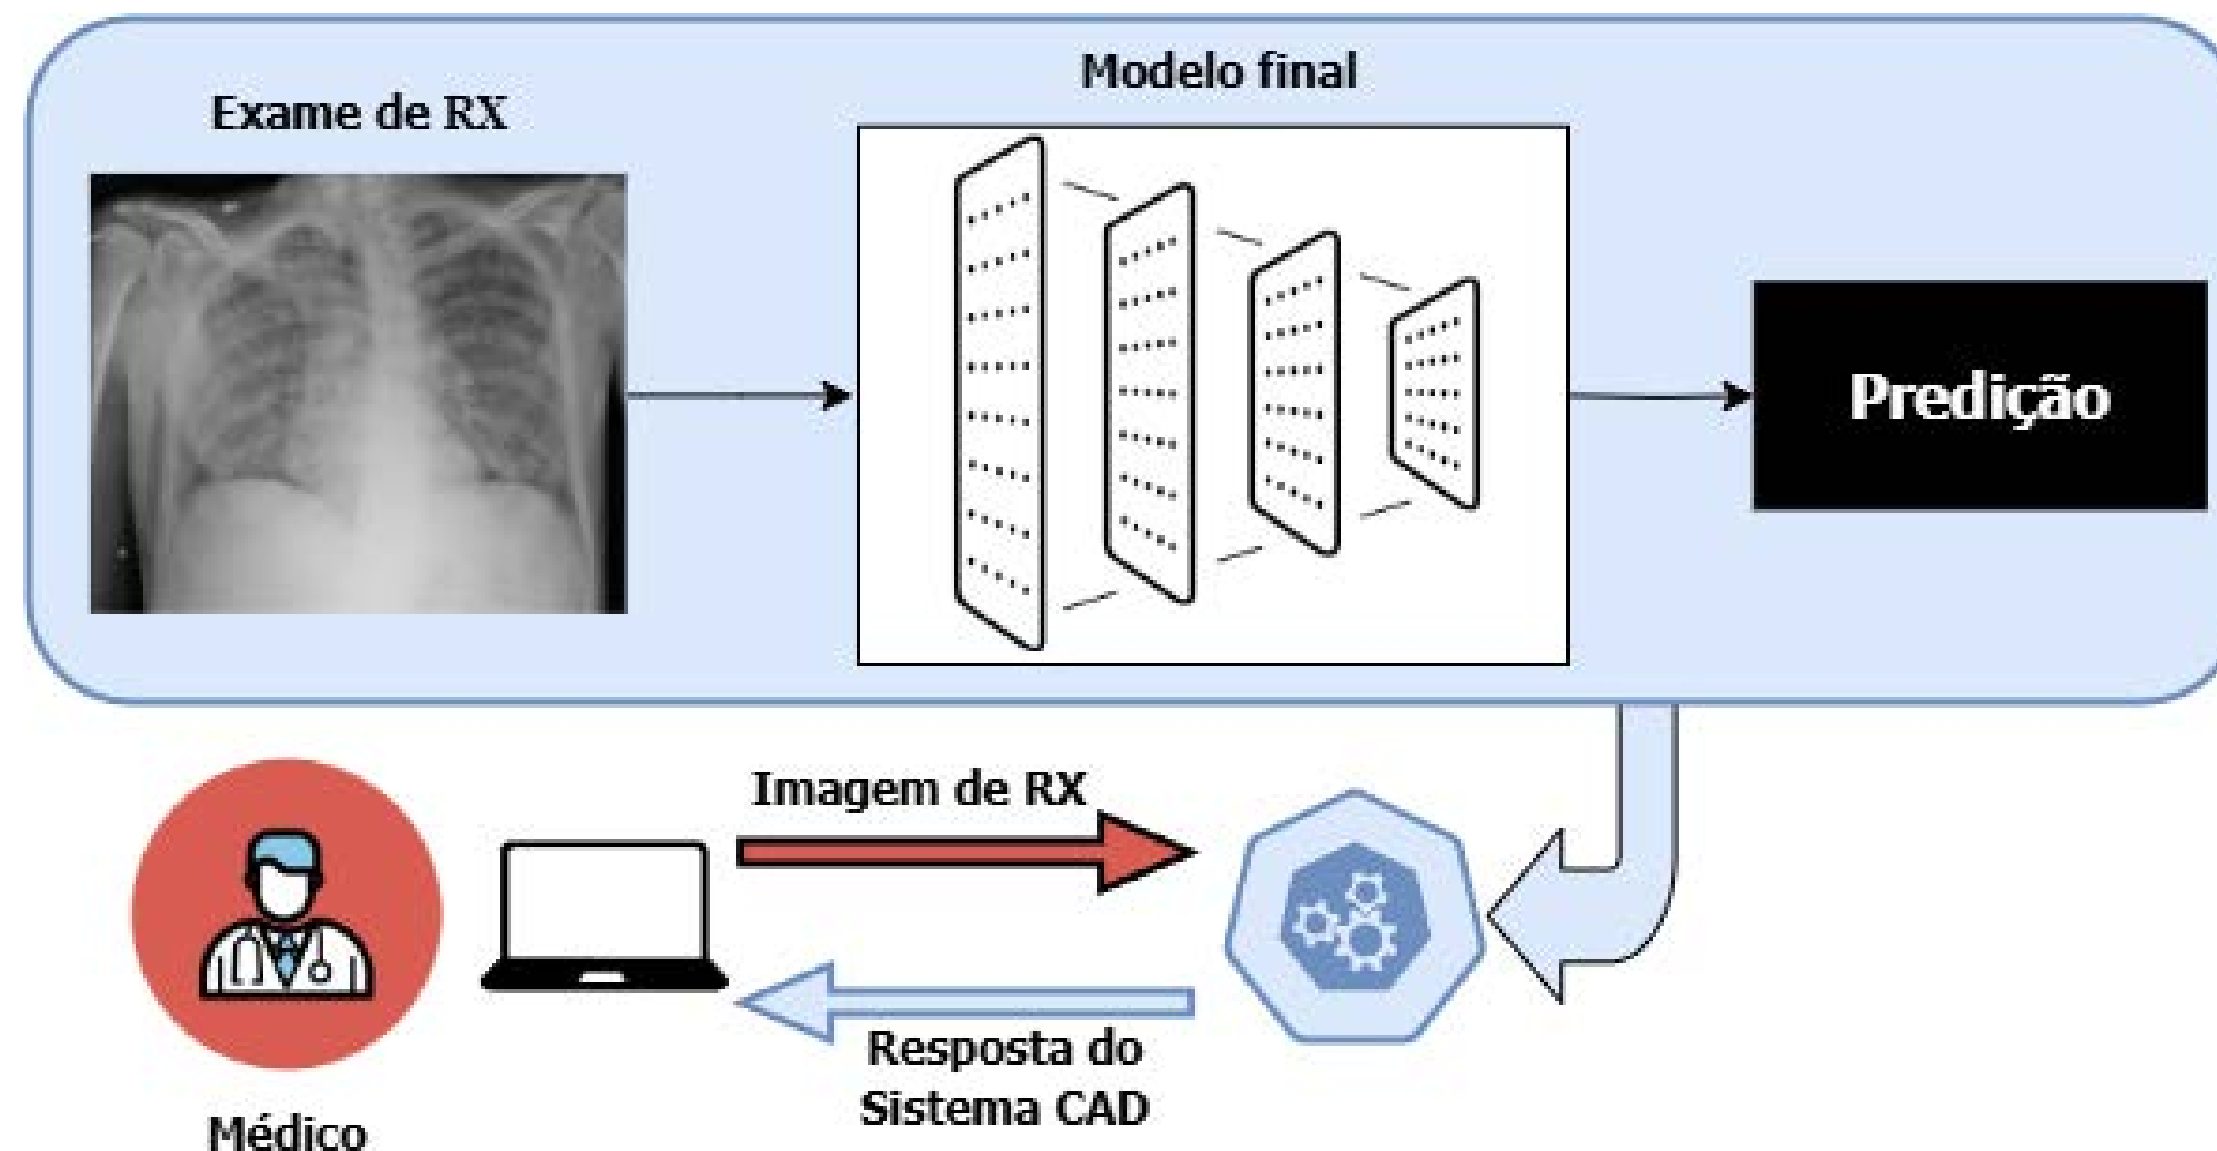 Modelo final
Exame de RX
Predição
Imagem de RX
Resposta do
Sistema CAD
Médico